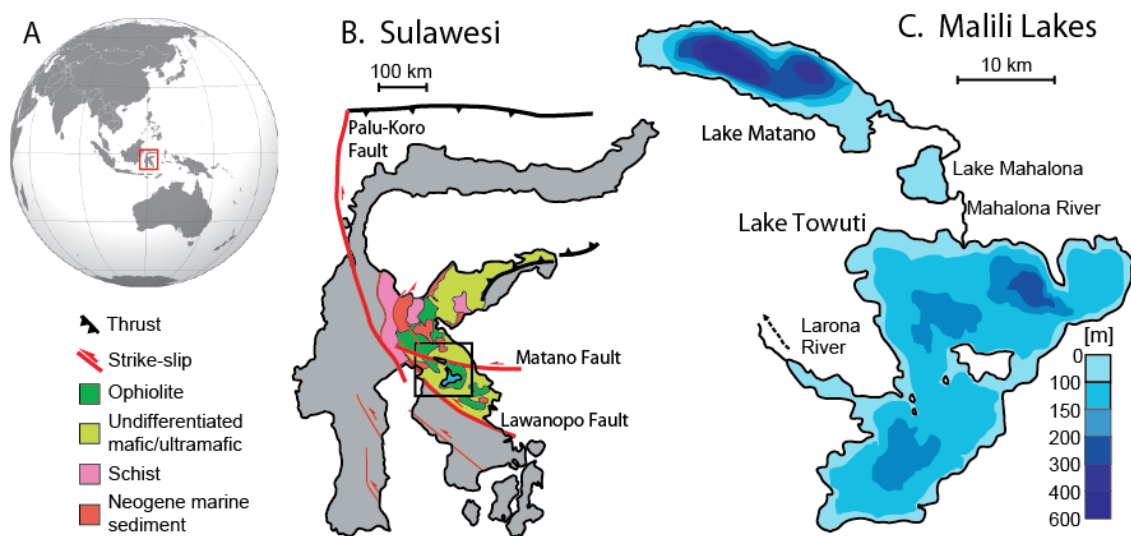 A
B. Sulawesi
C. Malili Lakes
100 km
10 km
Palu-Koro
Fault
Lake Matano
Lake Mahalona
Mahalona River
Lake Towuti
Larona
River
Matano Fault
Lawanopo Fault
Thrust
Strike-slip
Ophiolite
Undifferentiated
mafic/ultramafic
Schist
Neogene marine
sediment
[m]
0
100
150
200
300
400
600